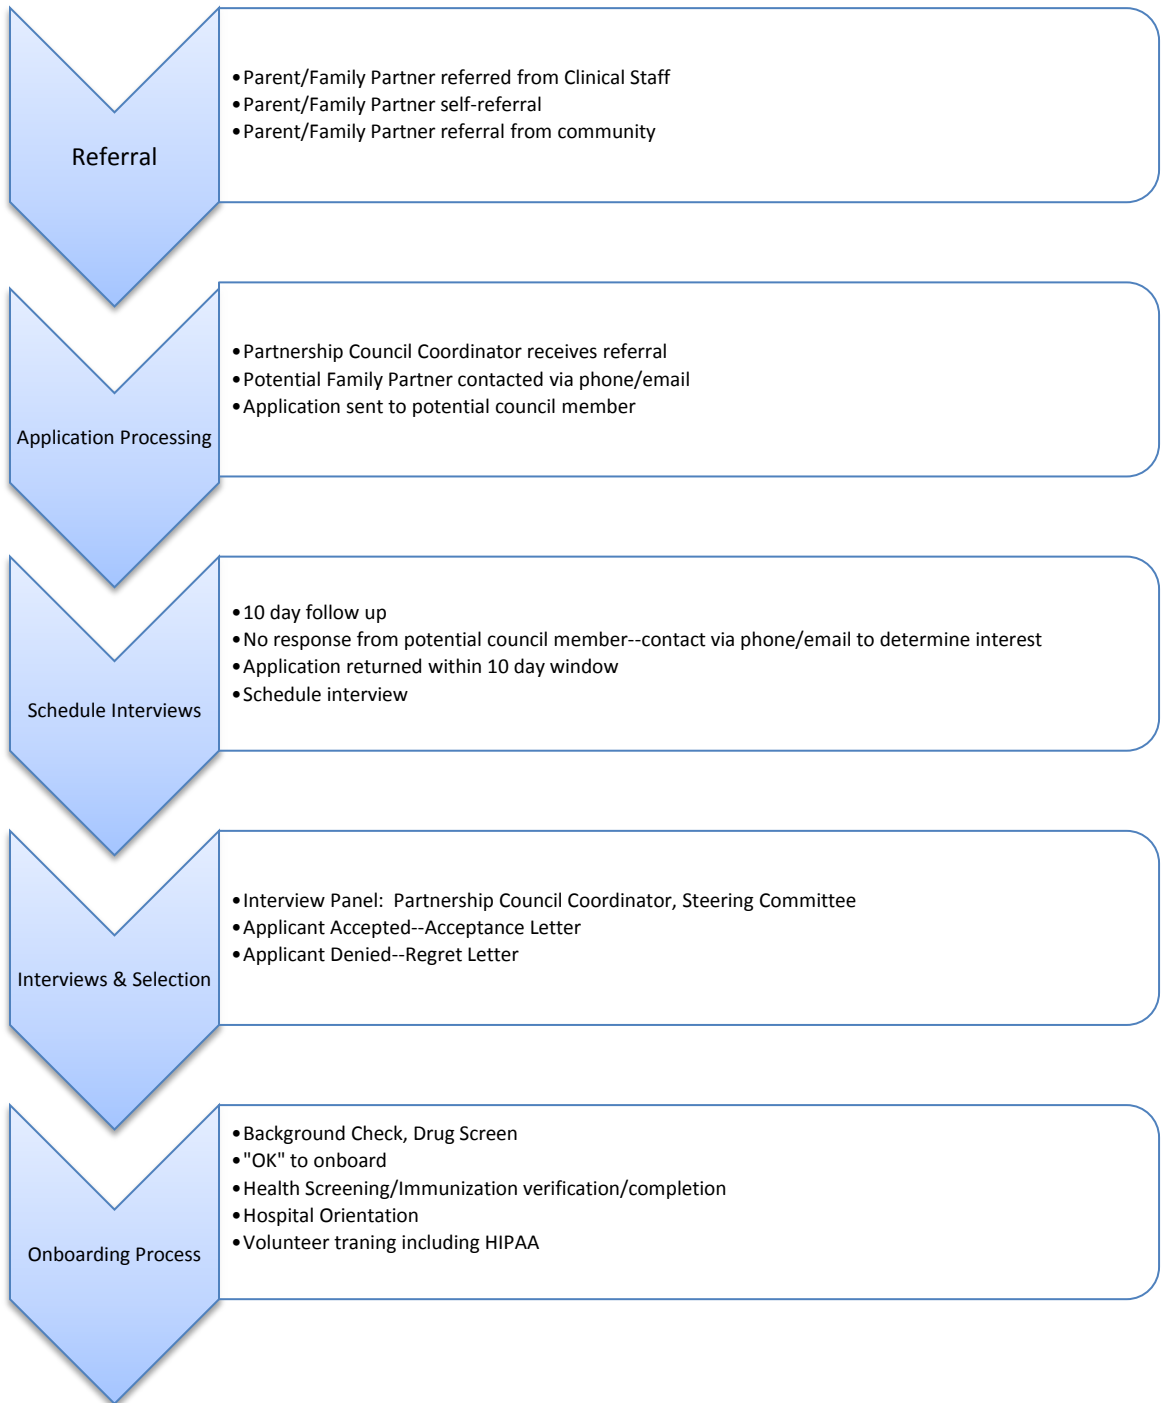 Referral
•Parent/Family Partner referred from Clinical Staff
•Parent/Family Partner self-referral
•Parent/Family Partner referral from community
Application Processing
•Partnership Council Coordinator receives referral
•Potential Family Partner contacted via phone/email
•Application sent to potential council member
Schedule Interviews
•10 day follow up
•No response from potential council member--contact via phone/email to determine interest
•Application returned within 10 day window
•Schedule interview
Interviews & Selection
•Interview Panel:  Partnership Council Coordinator, Steering Committee
•Applicant Accepted--Acceptance Letter
•Applicant Denied--Regret Letter
Onboarding Process
•Background Check, Drug Screen
•"OK" to onboard
•Health Screening/Immunization verification/completion
•Hospital Orientation
•Volunteer traning including HIPAA